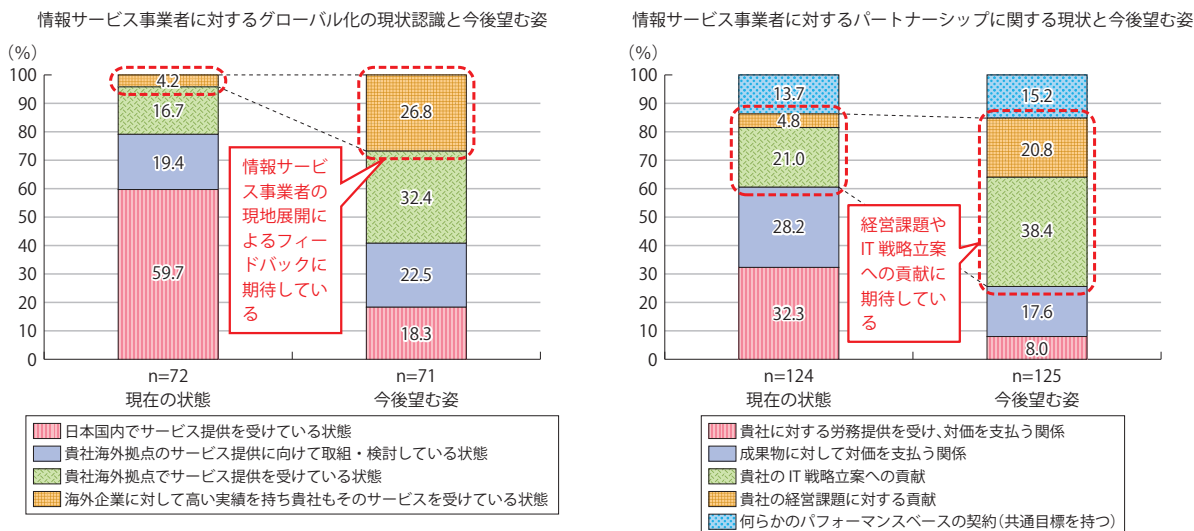 情報サービス事業者に対するグローバル化の現状認識と今後望む姿
（%）
100
90
80
70
60
50
40
30
20
10
0
4.2
16.7
19.4
59.7
26.8
32.4
22.5
18.3
情報サービ
ス事業者の
現地展開に
よるフィー
ドバックに
期待してい
る
n=72
現在の状態
n=71
今後望む姿
日本国内でサービス提供を受けている状態
貴社海外拠点のサービス提供に向けて取組・検討している状態
貴社海外拠点でサービス提供を受けている状態
海外企業に対して高い実績を持ち貴社もそのサービスを受けている状態
情報サービス事業者に対するパートナーシップに関する現状と今後望む姿
（%）
100
90
80
70
60
50
40
30
20
10
0
13.7
4.8
21.0
28.2
32.3
15.2
20.8
38.4
17.6
8.0
経営課題や
IT 戦略立案
への貢献に
期待してい
る
n=124
現在の状態
n=125
今後望む姿
貴社に対する労務提供を受け、対価を支払う関係
成果物に対して対価を支払う関係
貴社の IT 戦略立案への貢献
貴社の経営課題に対する貢献
何らかのパフォーマンスベースの契約（共通目標を持つ）